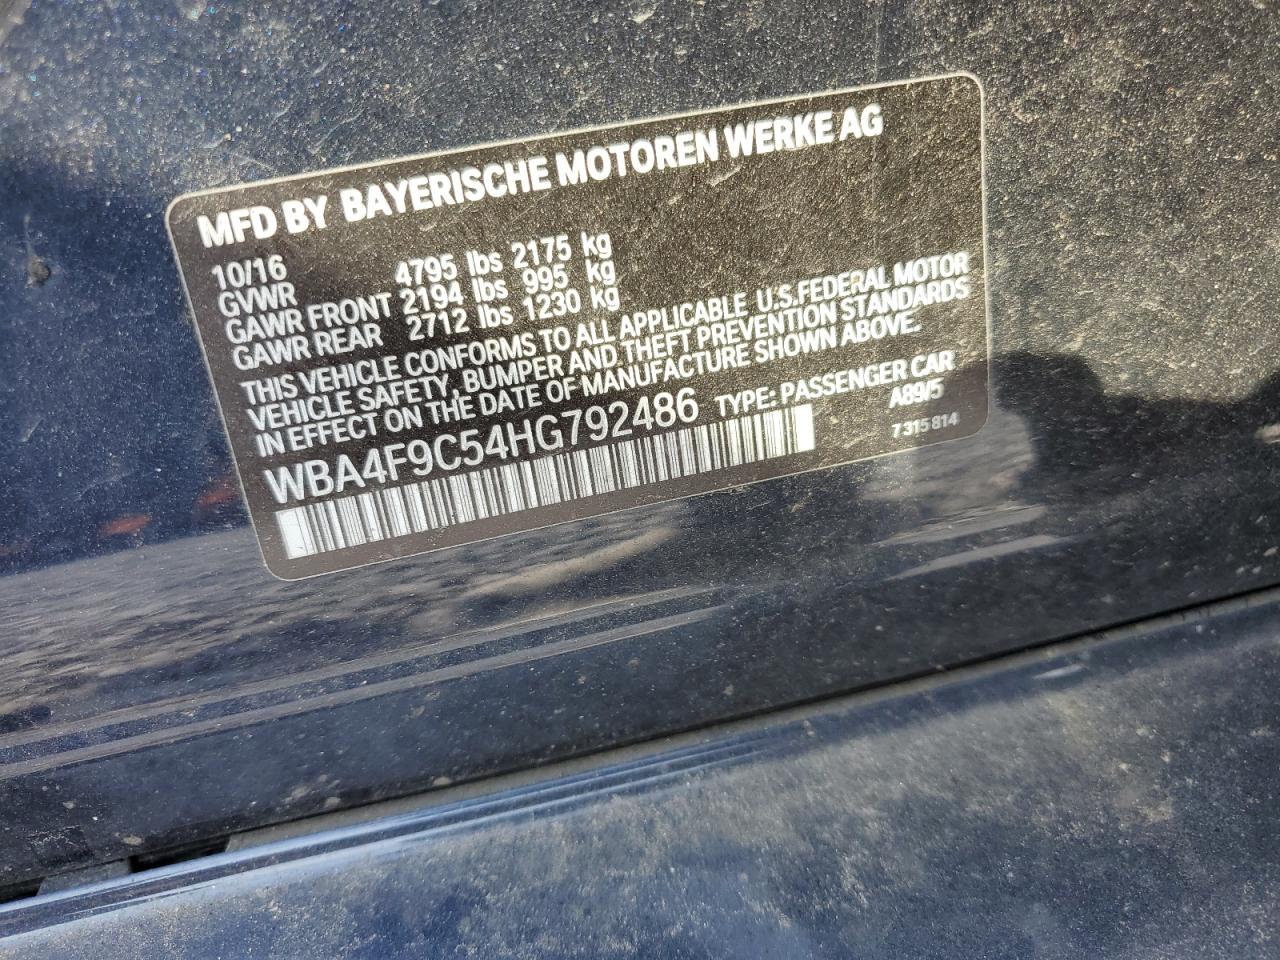 MFD BY BAYERISCHE MOTOREN WERKE AG
10/16
GVWR 4795 lbs 2175 kg
GAWR FRONT 2194 lbs 995 kg
GAWR REAR 2712 lbs 1230 kg
THIS VEHICLE CONFORMS TO ALL APPLICABLE U.S.FEDERAL MOTOR
VEHICLE SAFETY, BUMPER AND THEFT PREVENTION STANDARDS
IN EFFECT ON THE DATE OF MANUFACTURE SHOWN ABOVE.
WBA4F9C54HG792486 TYPE: PASSENGER CAR
A89/5
7 315 814